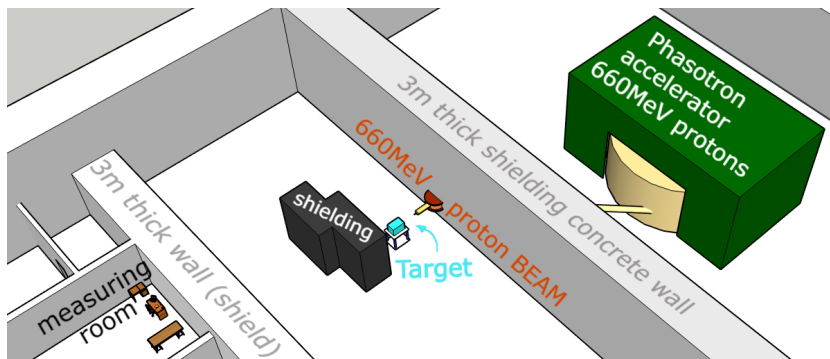 Phasotron
accelerator
660MeV protons
3m thick shielding concrete wall
660MeV proton BEAM
shielding
Target
3m thick wall (shield)
measuring
room